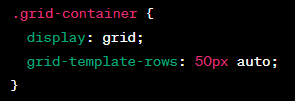 .grid-container {
display: grid;
grid-template-rows: 50px auto;
}